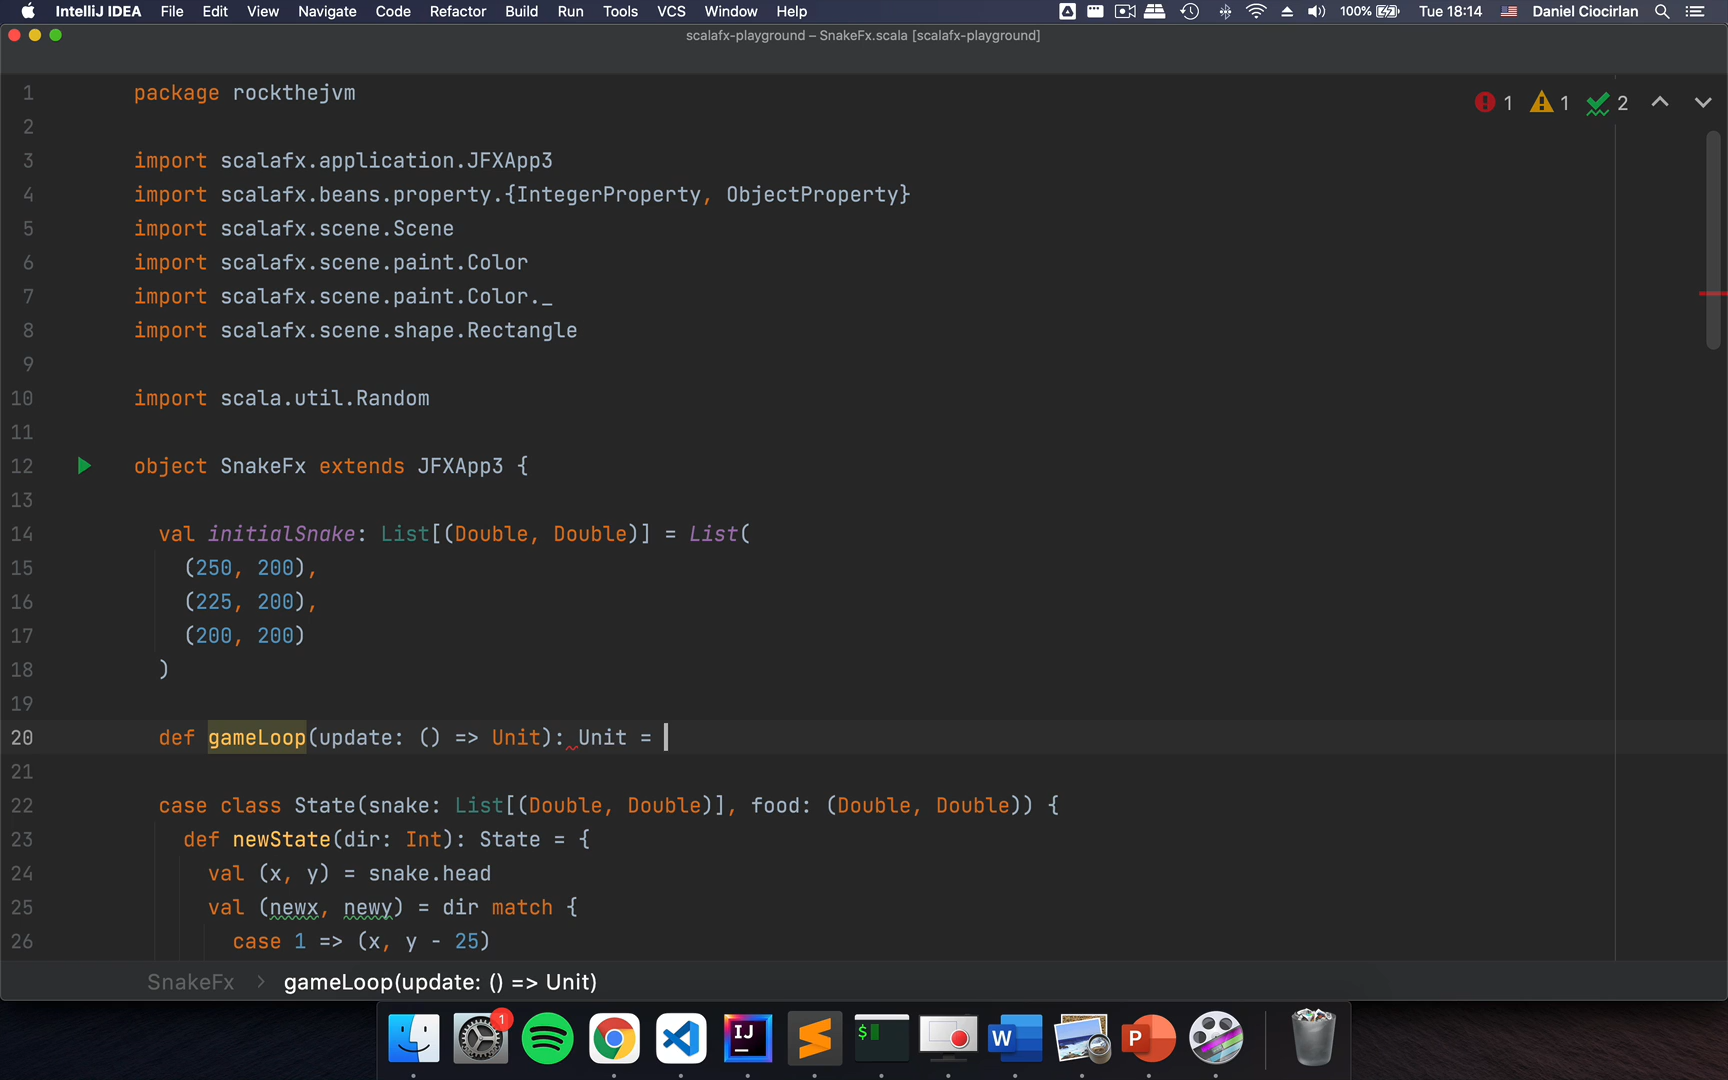 IntelliJ IDEA File Edit View Navigate Code Refactor Build Run Tools VCS Window Help 100% Tue 18:14 Daniel Ciocirlan
scalafx-playground – SnakeFx.scala [scalafx-playground]
1 package rockthejvm
1 1 2
2
3 import scalafx.application.JFXApp3
4 import scalafx.beans.property.{IntegerProperty, ObjectProperty}
5 import scalafx.scene.Scene
6 import scalafx.scene.paint.Color
7 import scalafx.scene.paint.Color._
8 import scalafx.scene.shape.Rectangle
9
10 import scala.util.Random
11
12 object SnakeFx extends JFXApp3 {
13
14 val initialSnake: List[(Double, Double)] = List(
15 (250, 200),
16 (225, 200),
17 (200, 200)
18 )
19
20 def gameLoop(update: () => Unit): Unit =
21
22 case class State(snake: List[(Double, Double)], food: (Double, Double)) {
23 def newState(dir: Int): State = {
24 val (x, y) = snake.head
25 val (newx, newy) = dir match {
26 case 1 => (x, y - 25)
SnakeFx > gameLoop(update: () => Unit)
1
IJ
$
W
P